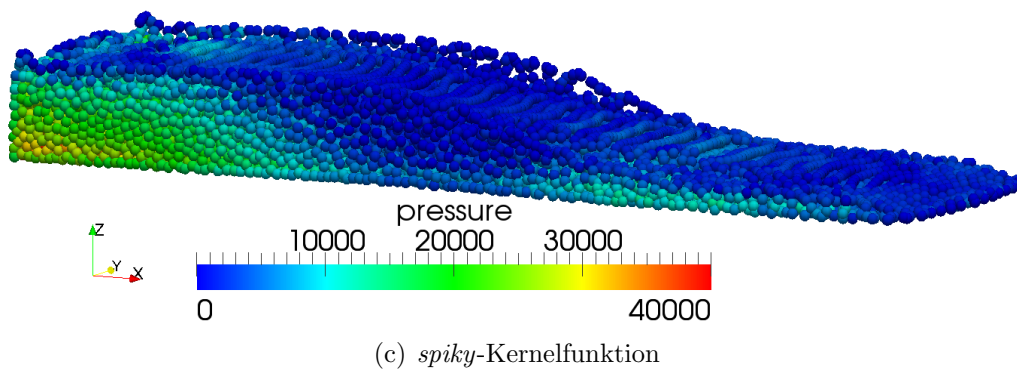 Z
Y
X
pressure
10000 20000 30000
0 40000
(c) spiky-Kernelfunktion